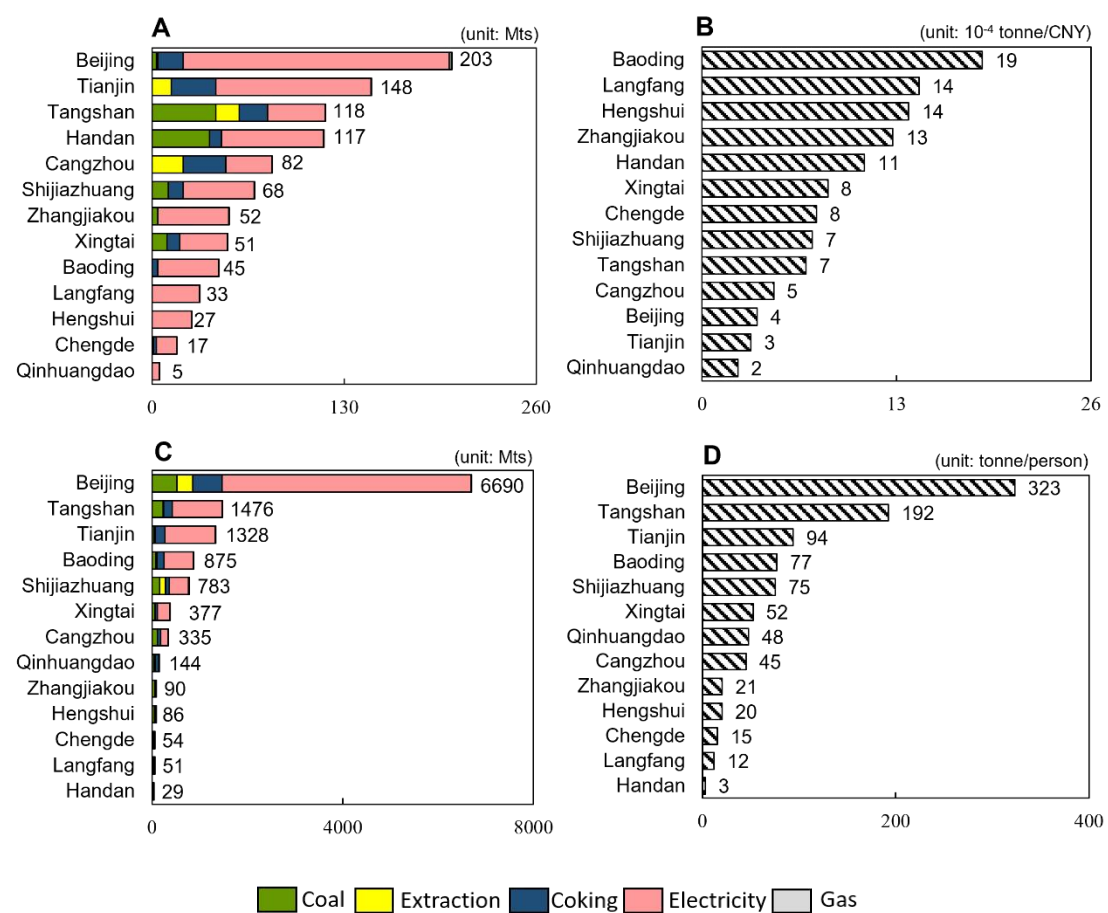 A
(unit: Mts)
Beijing 203
Tianjin 148
Tangshan 118
Handan 117
Cangzhou 82
Shijiazhuang 68
Zhangjiakou 52
Xingtai 51
Baoding 45
Langfang 33
Hengshui 27
Chengde 17
Qinhuangdao 5
0 130 260
B
(unit: 10⁻⁴ tonne/CNY)
Baoding 19
Langfang 14
Hengshui 14
Zhangjiakou 13
Handan 11
Xingtai 8
Chengde 8
Shijiazhuang 7
Tangshan 7
Cangzhou 5
Beijing 4
Tianjin 3
Qinhuangdao 2
0 13 26
C
(unit: Mts)
Beijing 6690
Tangshan 1476
Tianjin 1328
Baoding 875
Shijiazhuang 783
Xingtai 377
Cangzhou 335
Qinhuangdao 144
Zhangjiakou 90
Hengshui 86
Chengde 54
Langfang 51
Handan 29
0 4000 8000
D
(unit: tonne/person)
Beijing 323
Tangshan 192
Tianjin 94
Baoding 77
Shijiazhuang 75
Xingtai 52
Qinhuangdao 48
Cangzhou 45
Zhangjiakou 21
Hengshui 20
Chengde 15
Langfang 12
Handan 3
0 200 400
Coal Extraction Coking Electricity Gas